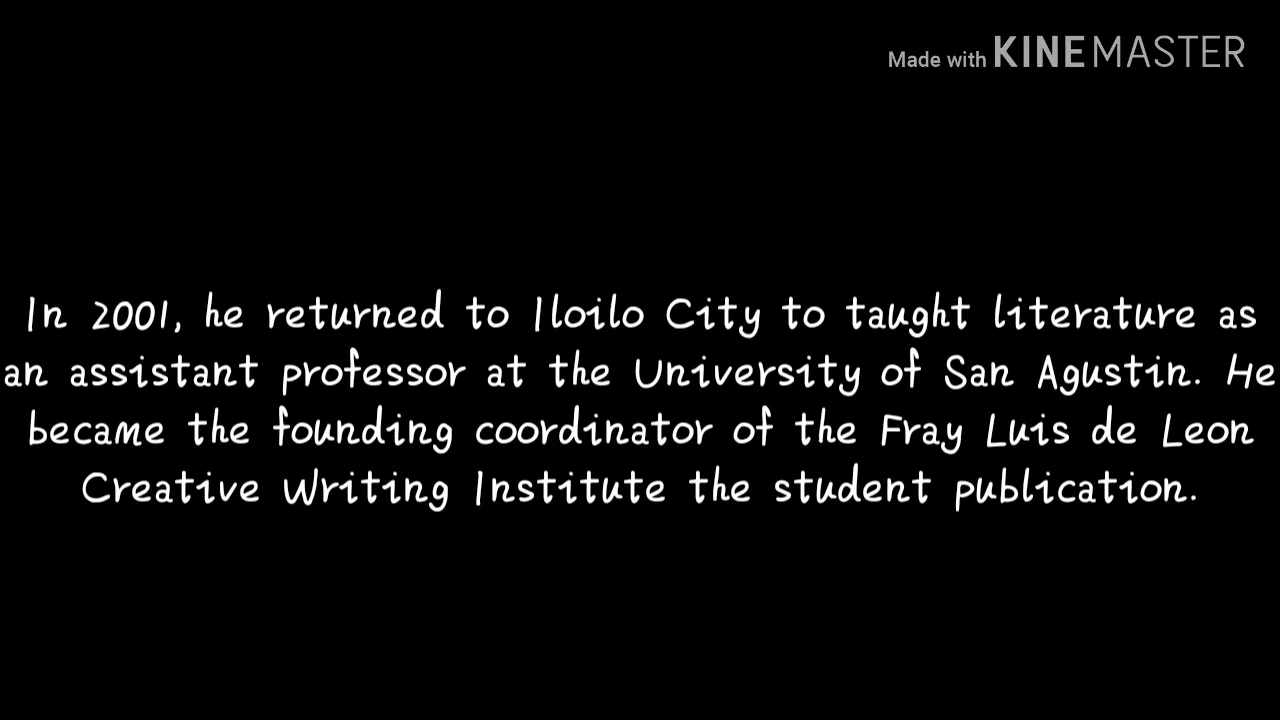 Made with KINEMASTER
In 2001, he returned to Iloilo City to taught literature as
an assistant professor at the University of San Agustin. He
became the founding coordinator of the Fray Luis de Leon
Creative Writing Institute the student publication.